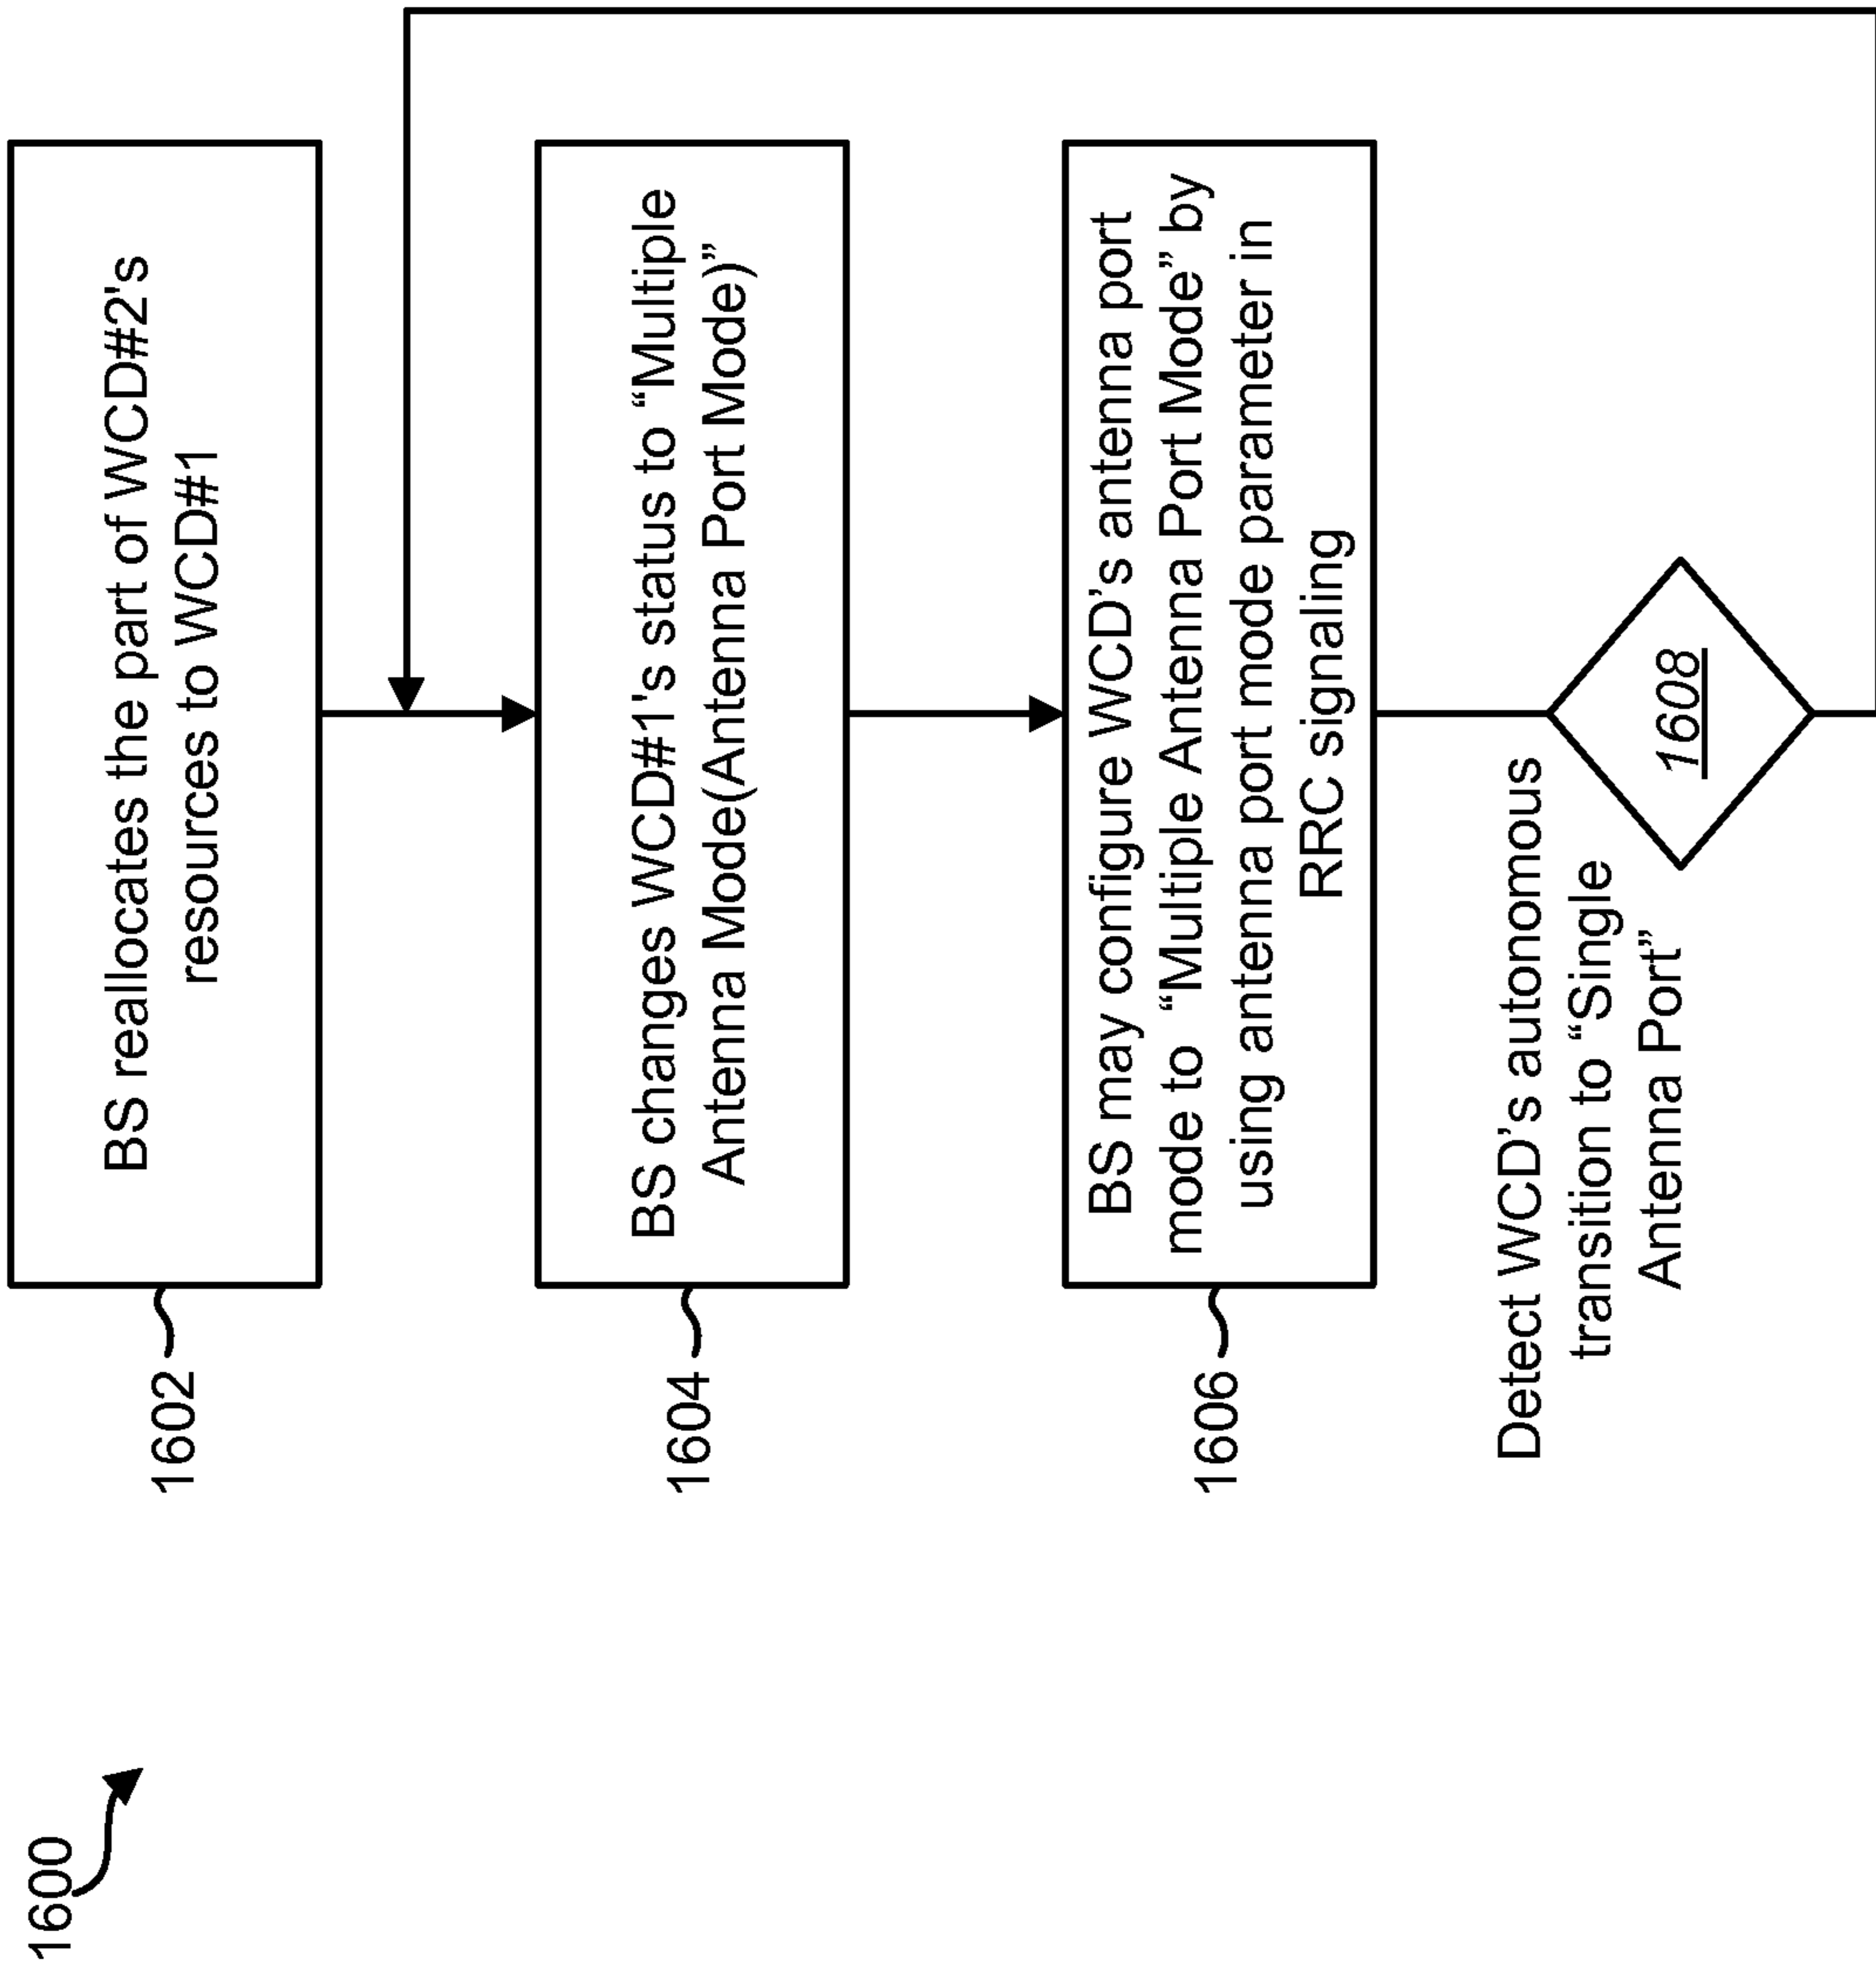 1600
1602
BS reallocates the part of WCD#2's
resources to WCD#1
1604
BS changes WCD#1's status to “Multiple
Antenna Mode(Antenna Port Mode)”
1606
BS may configure WCD’s antenna port
mode to “Multiple Antenna Port Mode” by
using antenna port mode parameter in
RRC signaling
Detect WCD’s autonomous
transition to “Single
Antenna Port”
1608